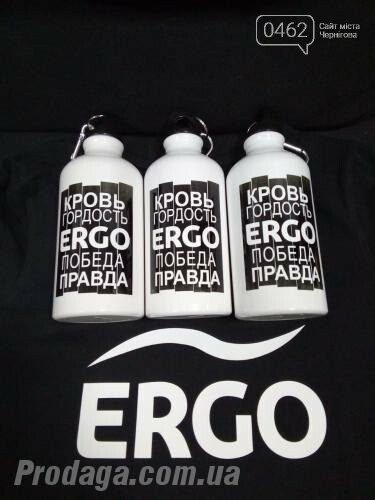 0462
Сайт міста
Чернігова
КРОВЬ
ГОРДОСТЬ
ERGO
ПОБЕДА
ПРАВДА
КРОВЬ
ГОРДОСТЬ
ERGO
ПОБЕДА
ПРАВДА
КРОВЬ
ГОРДОСТЬ
ERGO
ПОБЕДА
ПРАВДА
ERGO
Prodaga.com.ua